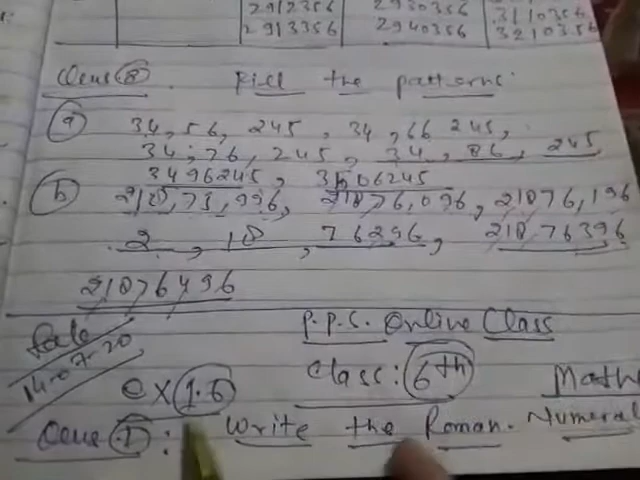 2912356 2930356 3110356
2913356 2940356 3210356
Ques (8). Fill the patterns.
(a) 34,56,245, 34,66 245,
34,76,245, 34,86,245
3496245, 3506245
(b) 21075,996, 21076,096, 21076,196
2,10,76296, 21076396
21076496
Date
14-07-20
P.P.S. Online Class
Class: 6th
Math
Ex 1.5
Ques (1): Write the Roman. Numeral